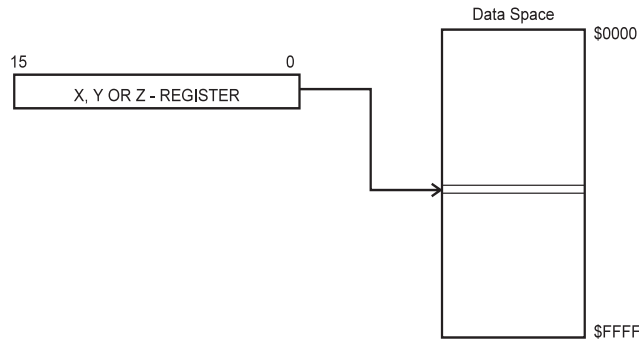 Data Space
$0000
15 0
X, Y OR Z - REGISTER
$FFFF